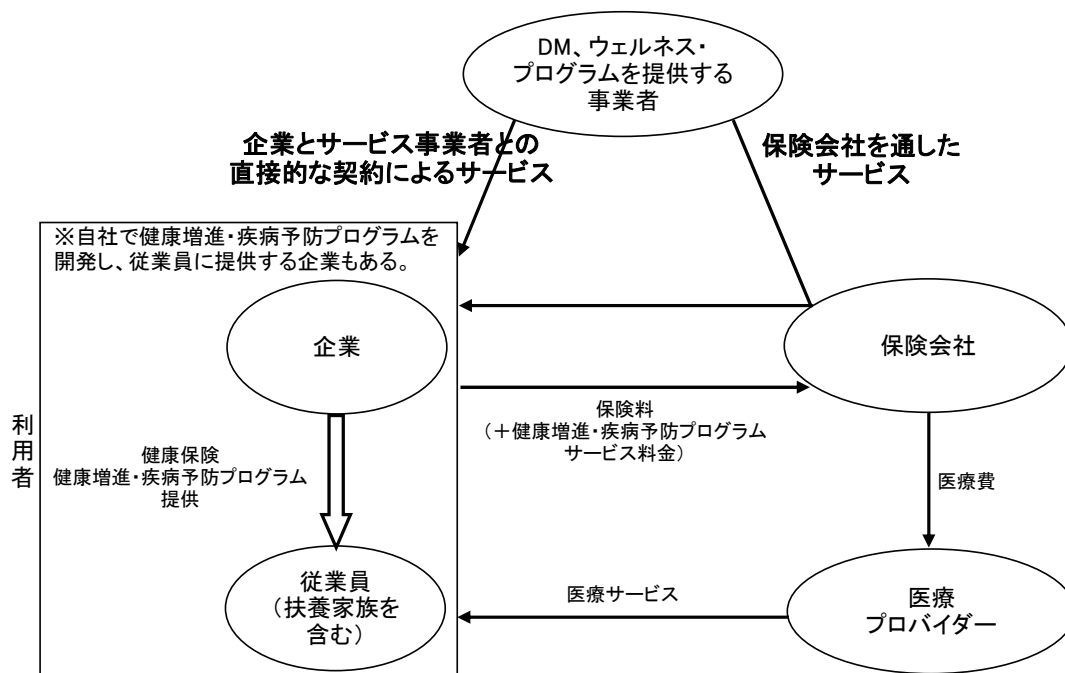 DM、ウェルネス・
プログラムを提供する
事業者
企業とサービス事業者との
直接的な契約によるサービス
保険会社を通した
サービス
※自社で健康増進・疾病予防プログラムを
開発し、従業員に提供する企業もある。
企業
保険会社
利用者
保険料
（＋健康増進・疾病予防プログラム
サービス料金）
健康保険
健康増進・疾病予防プログラム
提供
医療費
従業員
（扶養家族を
含む）
医療サービス
医療
プロバイダー